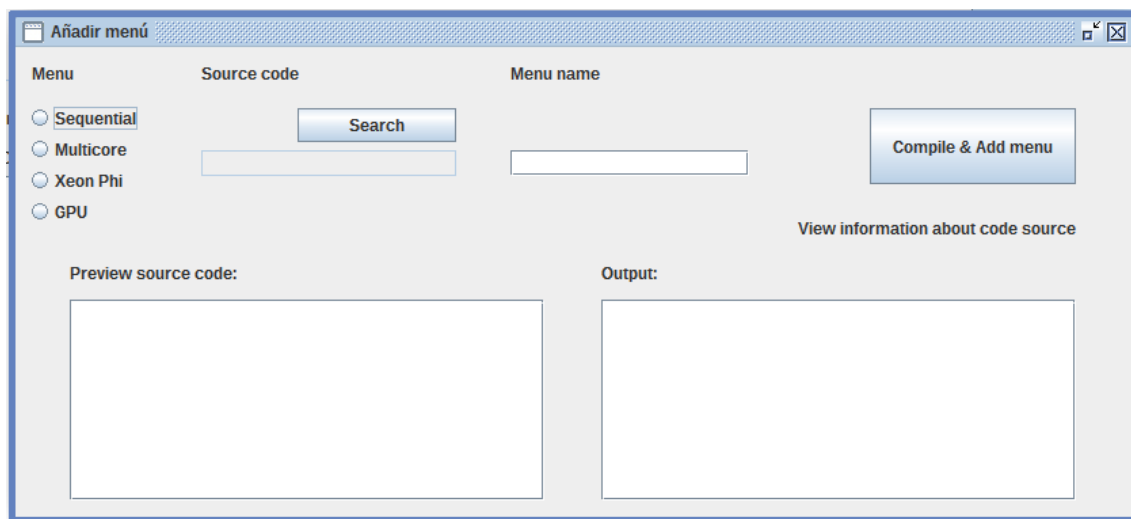 Añadir menú
Menu Source code Menu name
Sequential
Search
Multicore
Compile & Add menu
Xeon Phi
GPU
View information about code source
Preview source code: Output: